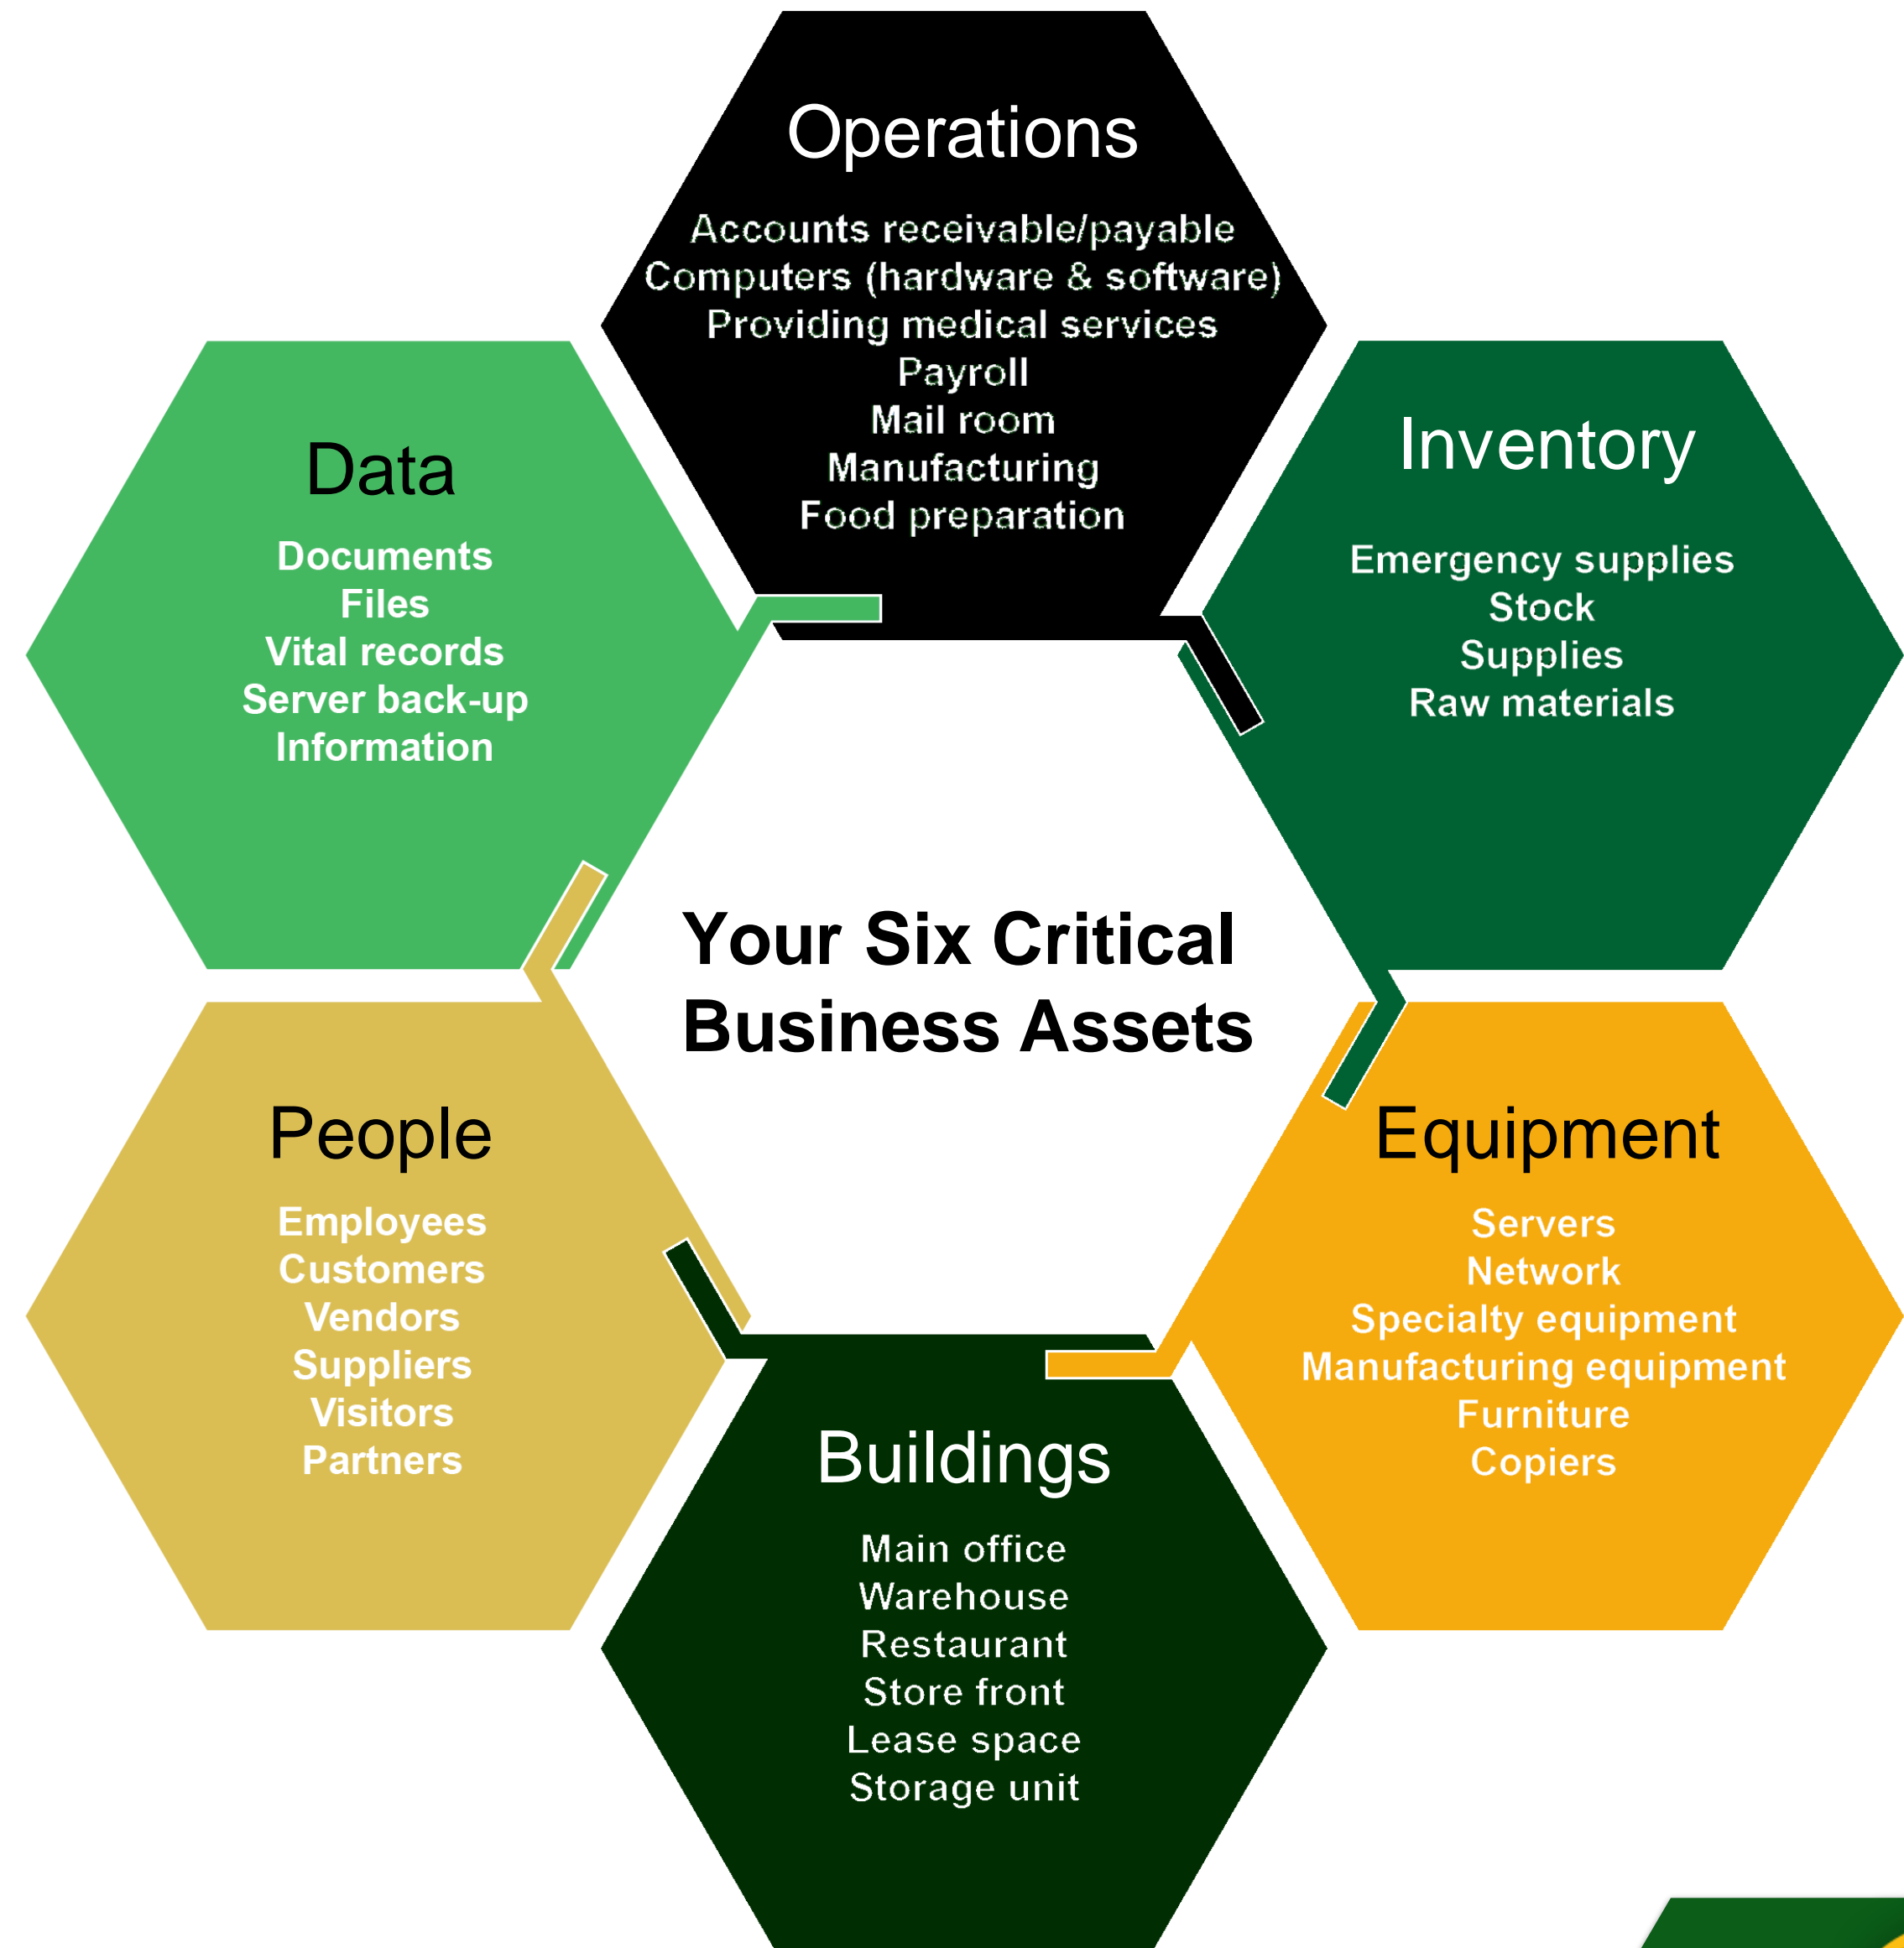 Operations
Accounts receivable/payable
Computers (hardware & software)
Providing medical services
Payroll
Mail room
Manufacturing
Food preparation
Data
Documents
Files
Vital records
Server back-up
Information
Inventory
Emergency supplies
Stock
Supplies
Raw materials
Your Six Critical
Business Assets
People
Employees
Customers
Vendors
Suppliers
Visitors
Partners
Equipment
Servers
Network
Specialty equipment
Manufacturing equipment
Furniture
Copiers
Buildings
Main office
Warehouse
Restaurant
Store front
Lease space
Storage unit